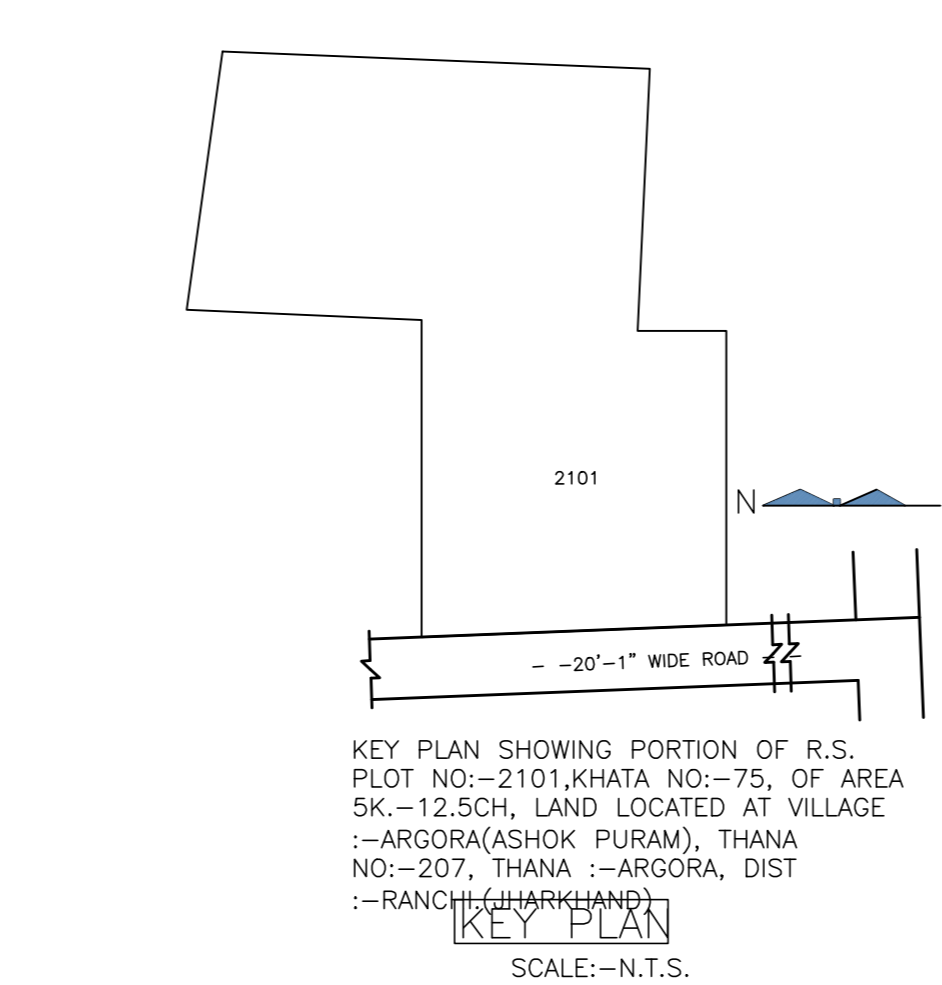 2101
N
- -20'-1" WIDE ROAD
KEY PLAN SHOWING PORTION OF R.S.
PLOT NO:-2101,KHATA NO:-75, OF AREA
5K.-12.5CH, LAND LOCATED AT VILLAGE
:-ARGORA(ASHOK PURAM), THANA
NO:-207, THANA :-ARGORA, DIST
:-RANCHI.(JHARKHAND)
KEY PLAN
SCALE:-N.T.S.